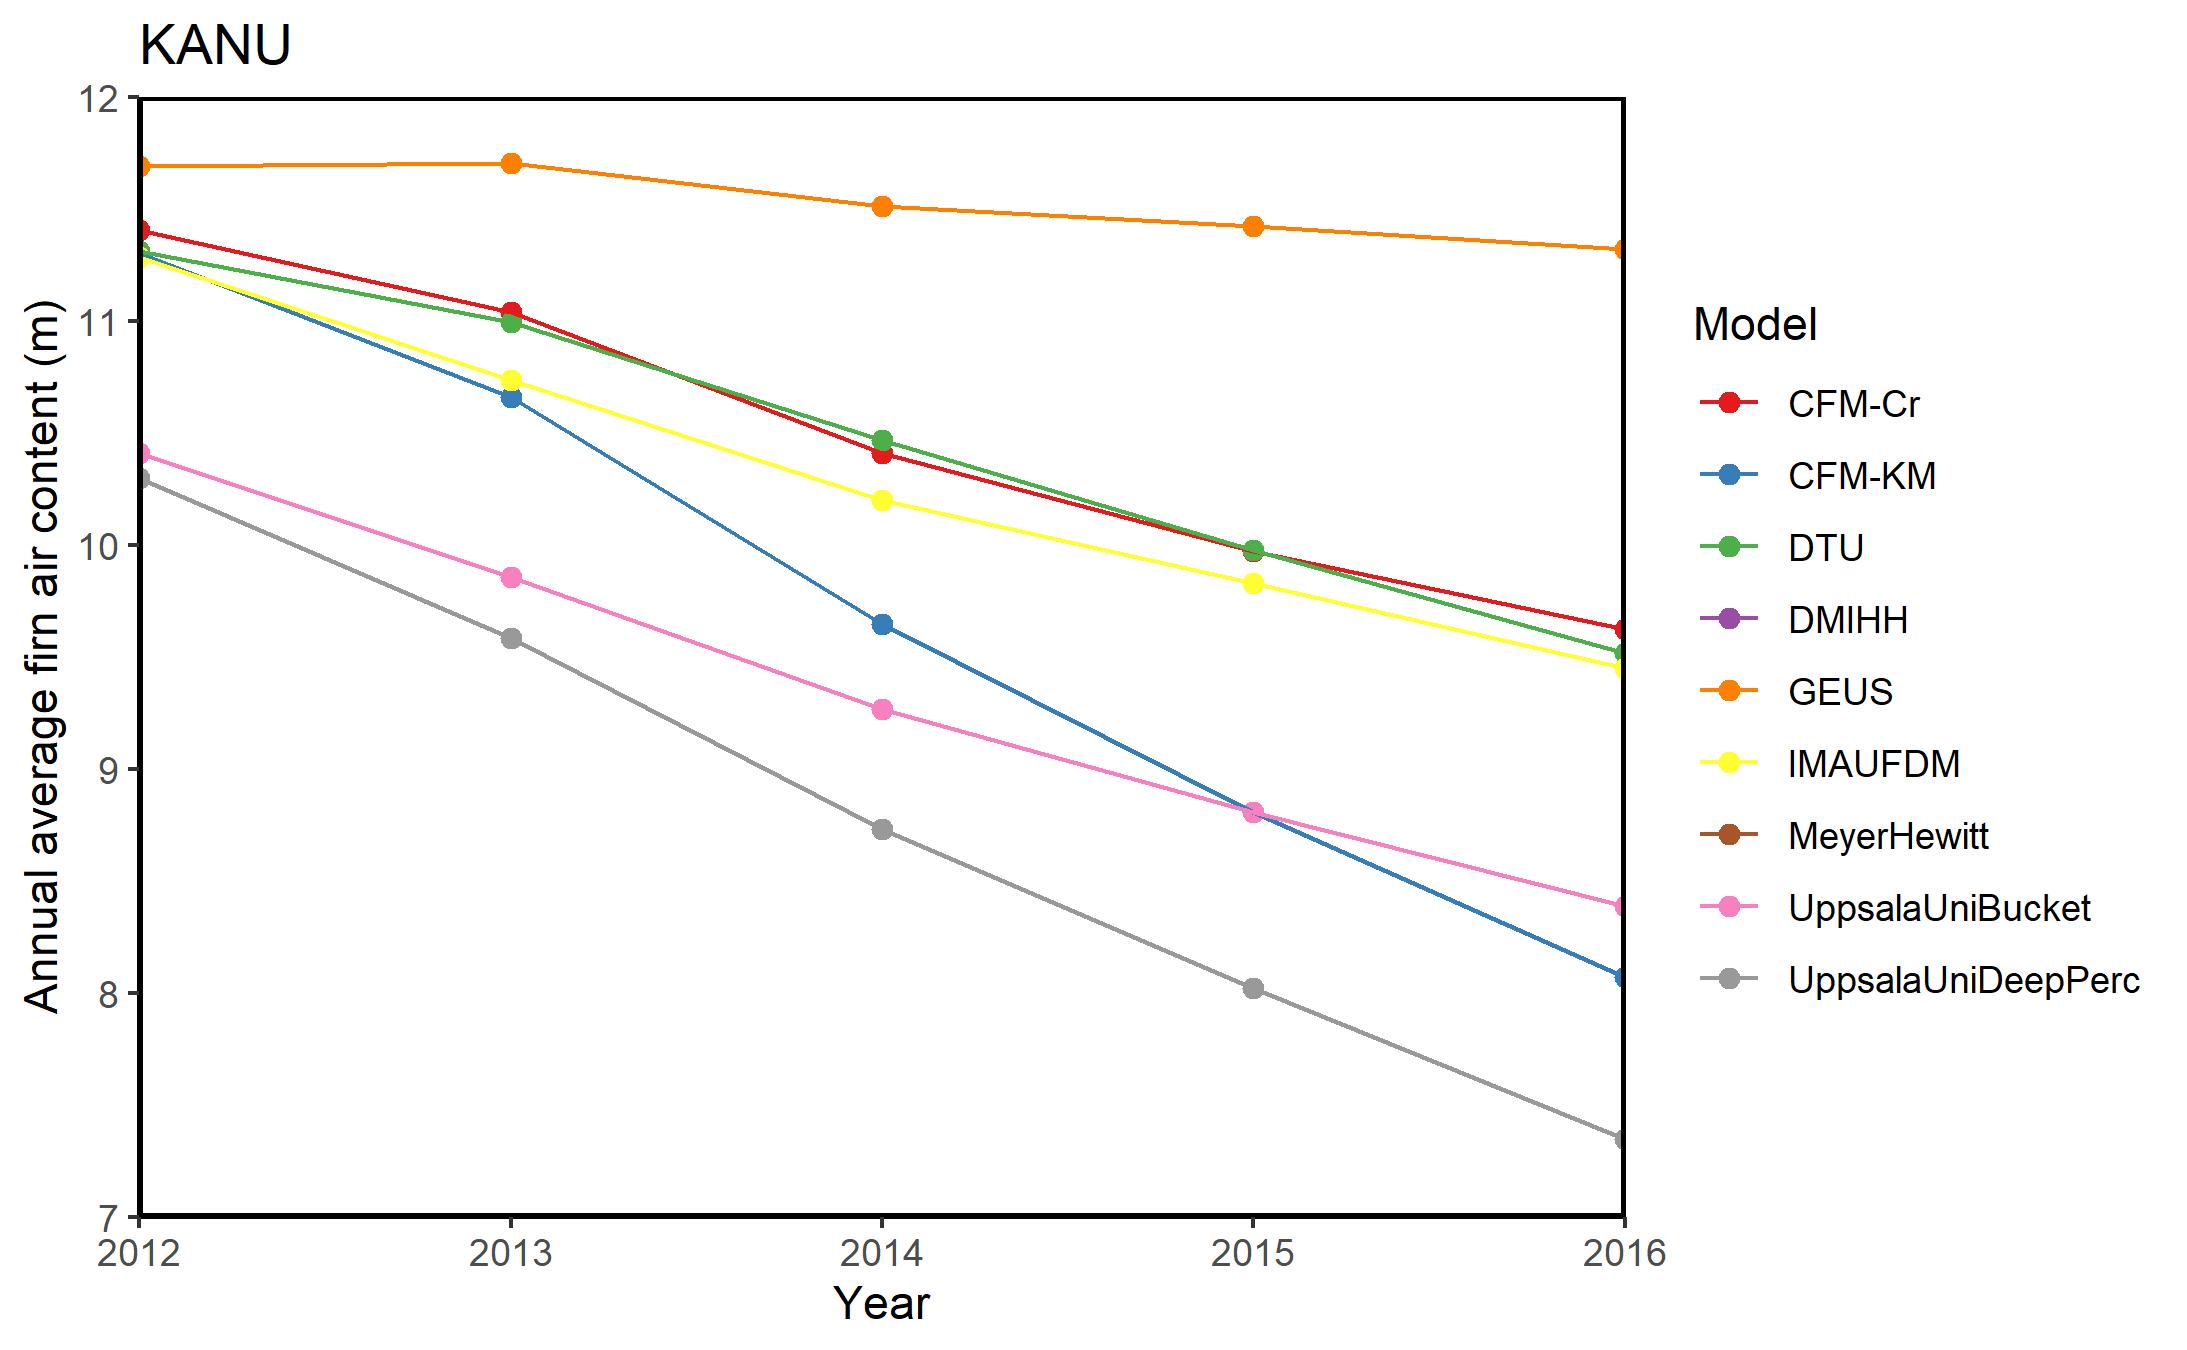 KANU
12
11
10
9
8
7
Annual average firn air content (m)
2012 2013 2014 2015 2016
Year
Model
CFM-Cr
CFM-KM
DTU
DMIHH
GEUS
IMAUFDM
MeyerHewitt
UppsalaUniBucket
UppsalaUniDeepPerc